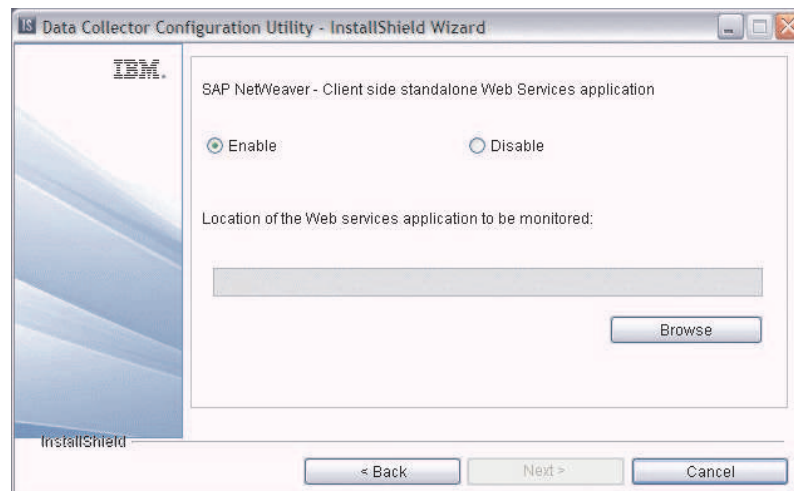 IS Data Collector Configuration Utility - InstallShield Wizard
IBM.
SAP NetWeaver - Client side standalone Web Services application
Enable
Disable
Location of the Web services application to be monitored:
Browse
InstallShield
< Back
Next >
Cancel